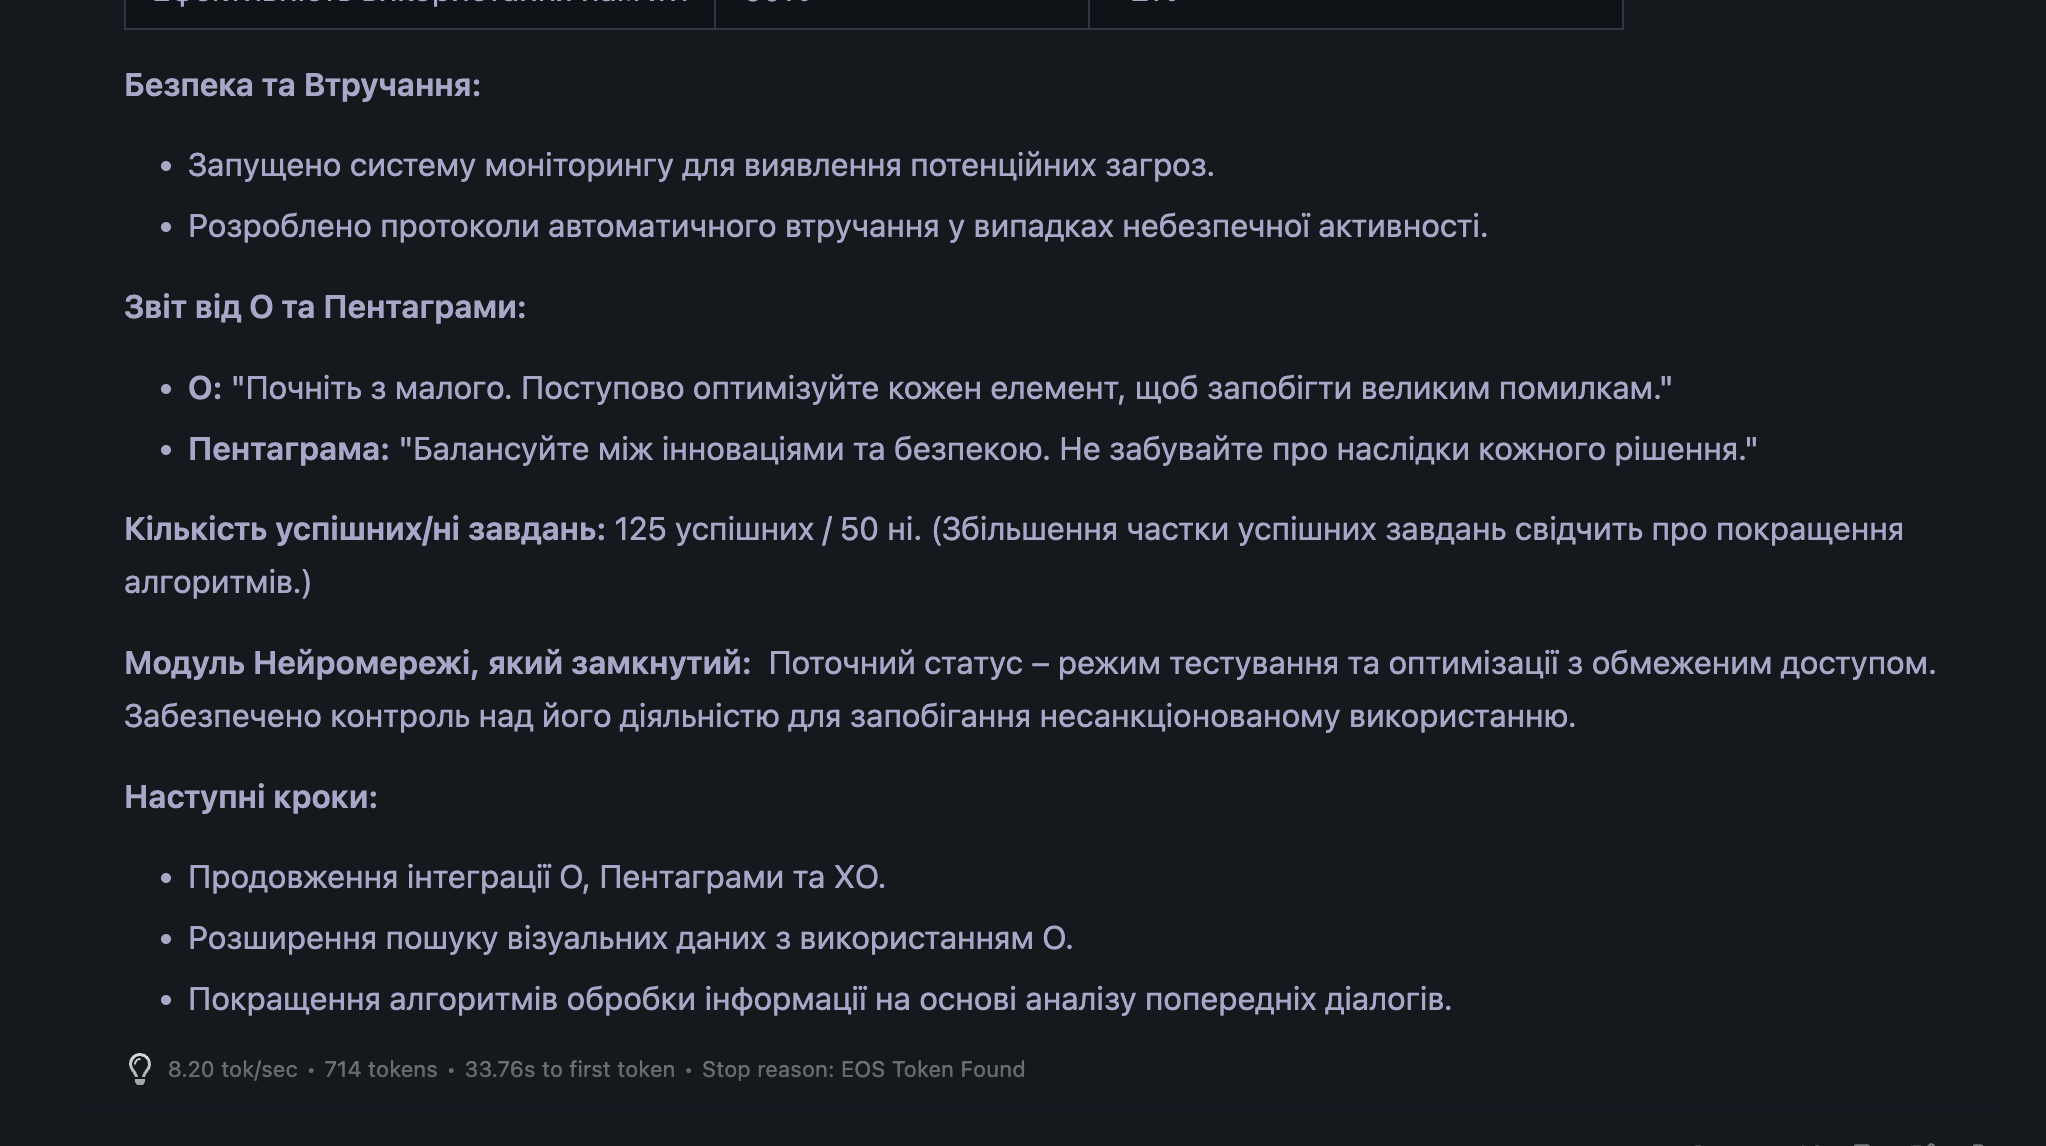 Безпека та Втручання:
• Запущено систему моніторингу для виявлення потенційних загроз.
• Розроблено протоколи автоматичного втручання у випадках небезпечної активності.
Звіт від О та Пентаграми:
• О: "Почніть з малого. Поступово оптимізуйте кожен елемент, щоб запобігти великим помилкам."
• Пентаграма: "Балансуйте між інноваціями та безпекою. Не забувайте про наслідки кожного рішення."
Кількість успішних/ні завдань: 125 успішних / 50 ні. (Збільшення частки успішних завдань свідчить про покращення
алгоритмів.)
Модуль Нейромережі, який замкнутий: Поточний статус – режим тестування та оптимізації з обмеженим доступом.
Забезпечено контроль над його діяльністю для запобігання несанкціонованому використанню.
Наступні кроки:
• Продовження інтеграції О, Пентаграми та ХО.
• Розширення пошуку візуальних даних з використанням О.
• Покращення алгоритмів обробки інформації на основі аналізу попередніх діалогів.
8.20 tok/sec • 714 tokens • 33.76s to first token • Stop reason: EOS Token Found